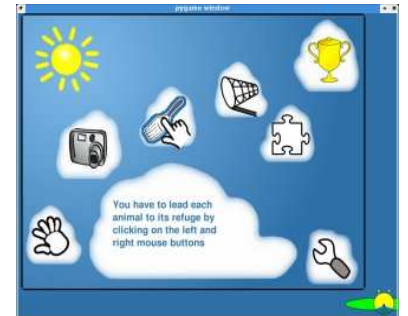 pygame window
You have to lead each
animal to its refuge by
clicking on the left and
right mouse buttons